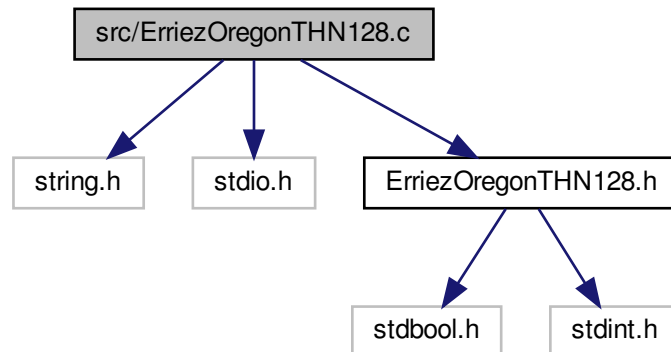 src/ErriezOregonTHN128.c
string.h
stdio.h
ErriezOregonTHN128.h
stdbool.h
stdint.h